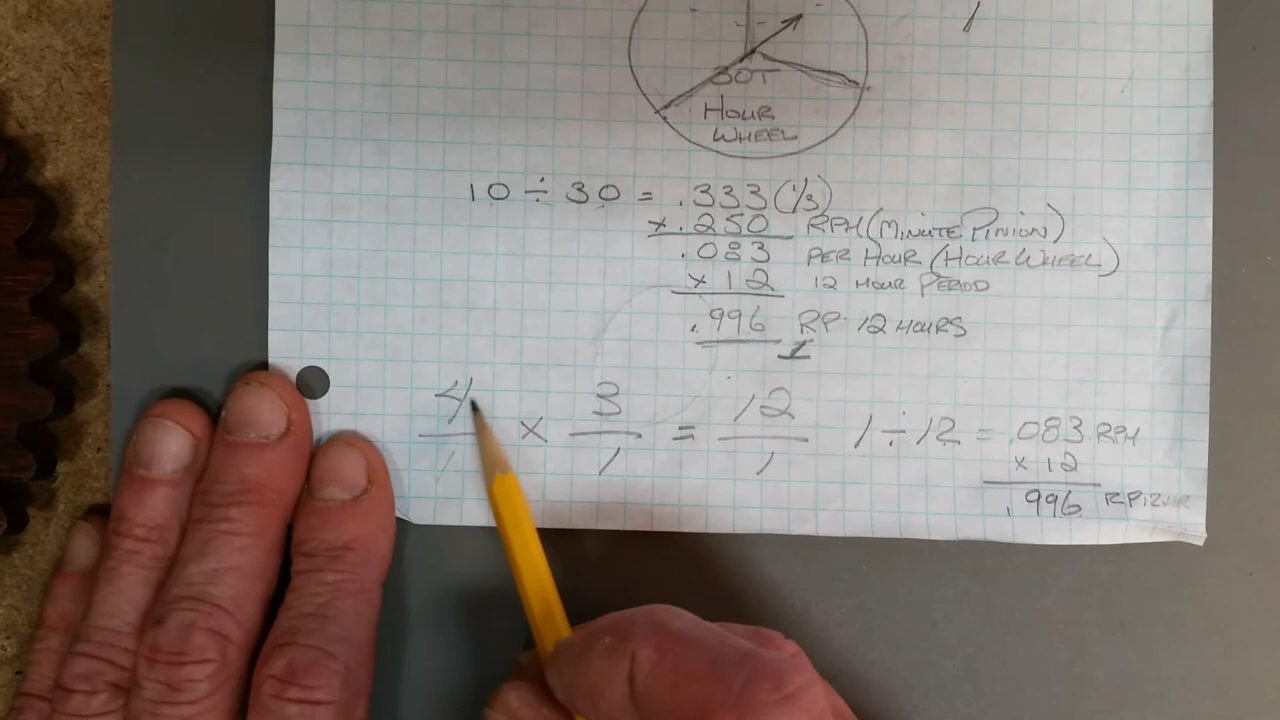 30T
HOUR
WHEEL
10 ÷ 30 = .333 (1/3)
x .250 RPH (MINUTE PINION)
.083 PER HOUR (HOUR WHEEL)
x 12 12 HOUR PERIOD
.996 RP 12 HOURS
1
4/1 x 3/1 = 12/1 1 ÷ 12 = .083 RPH
x 12
.996 RP12HR